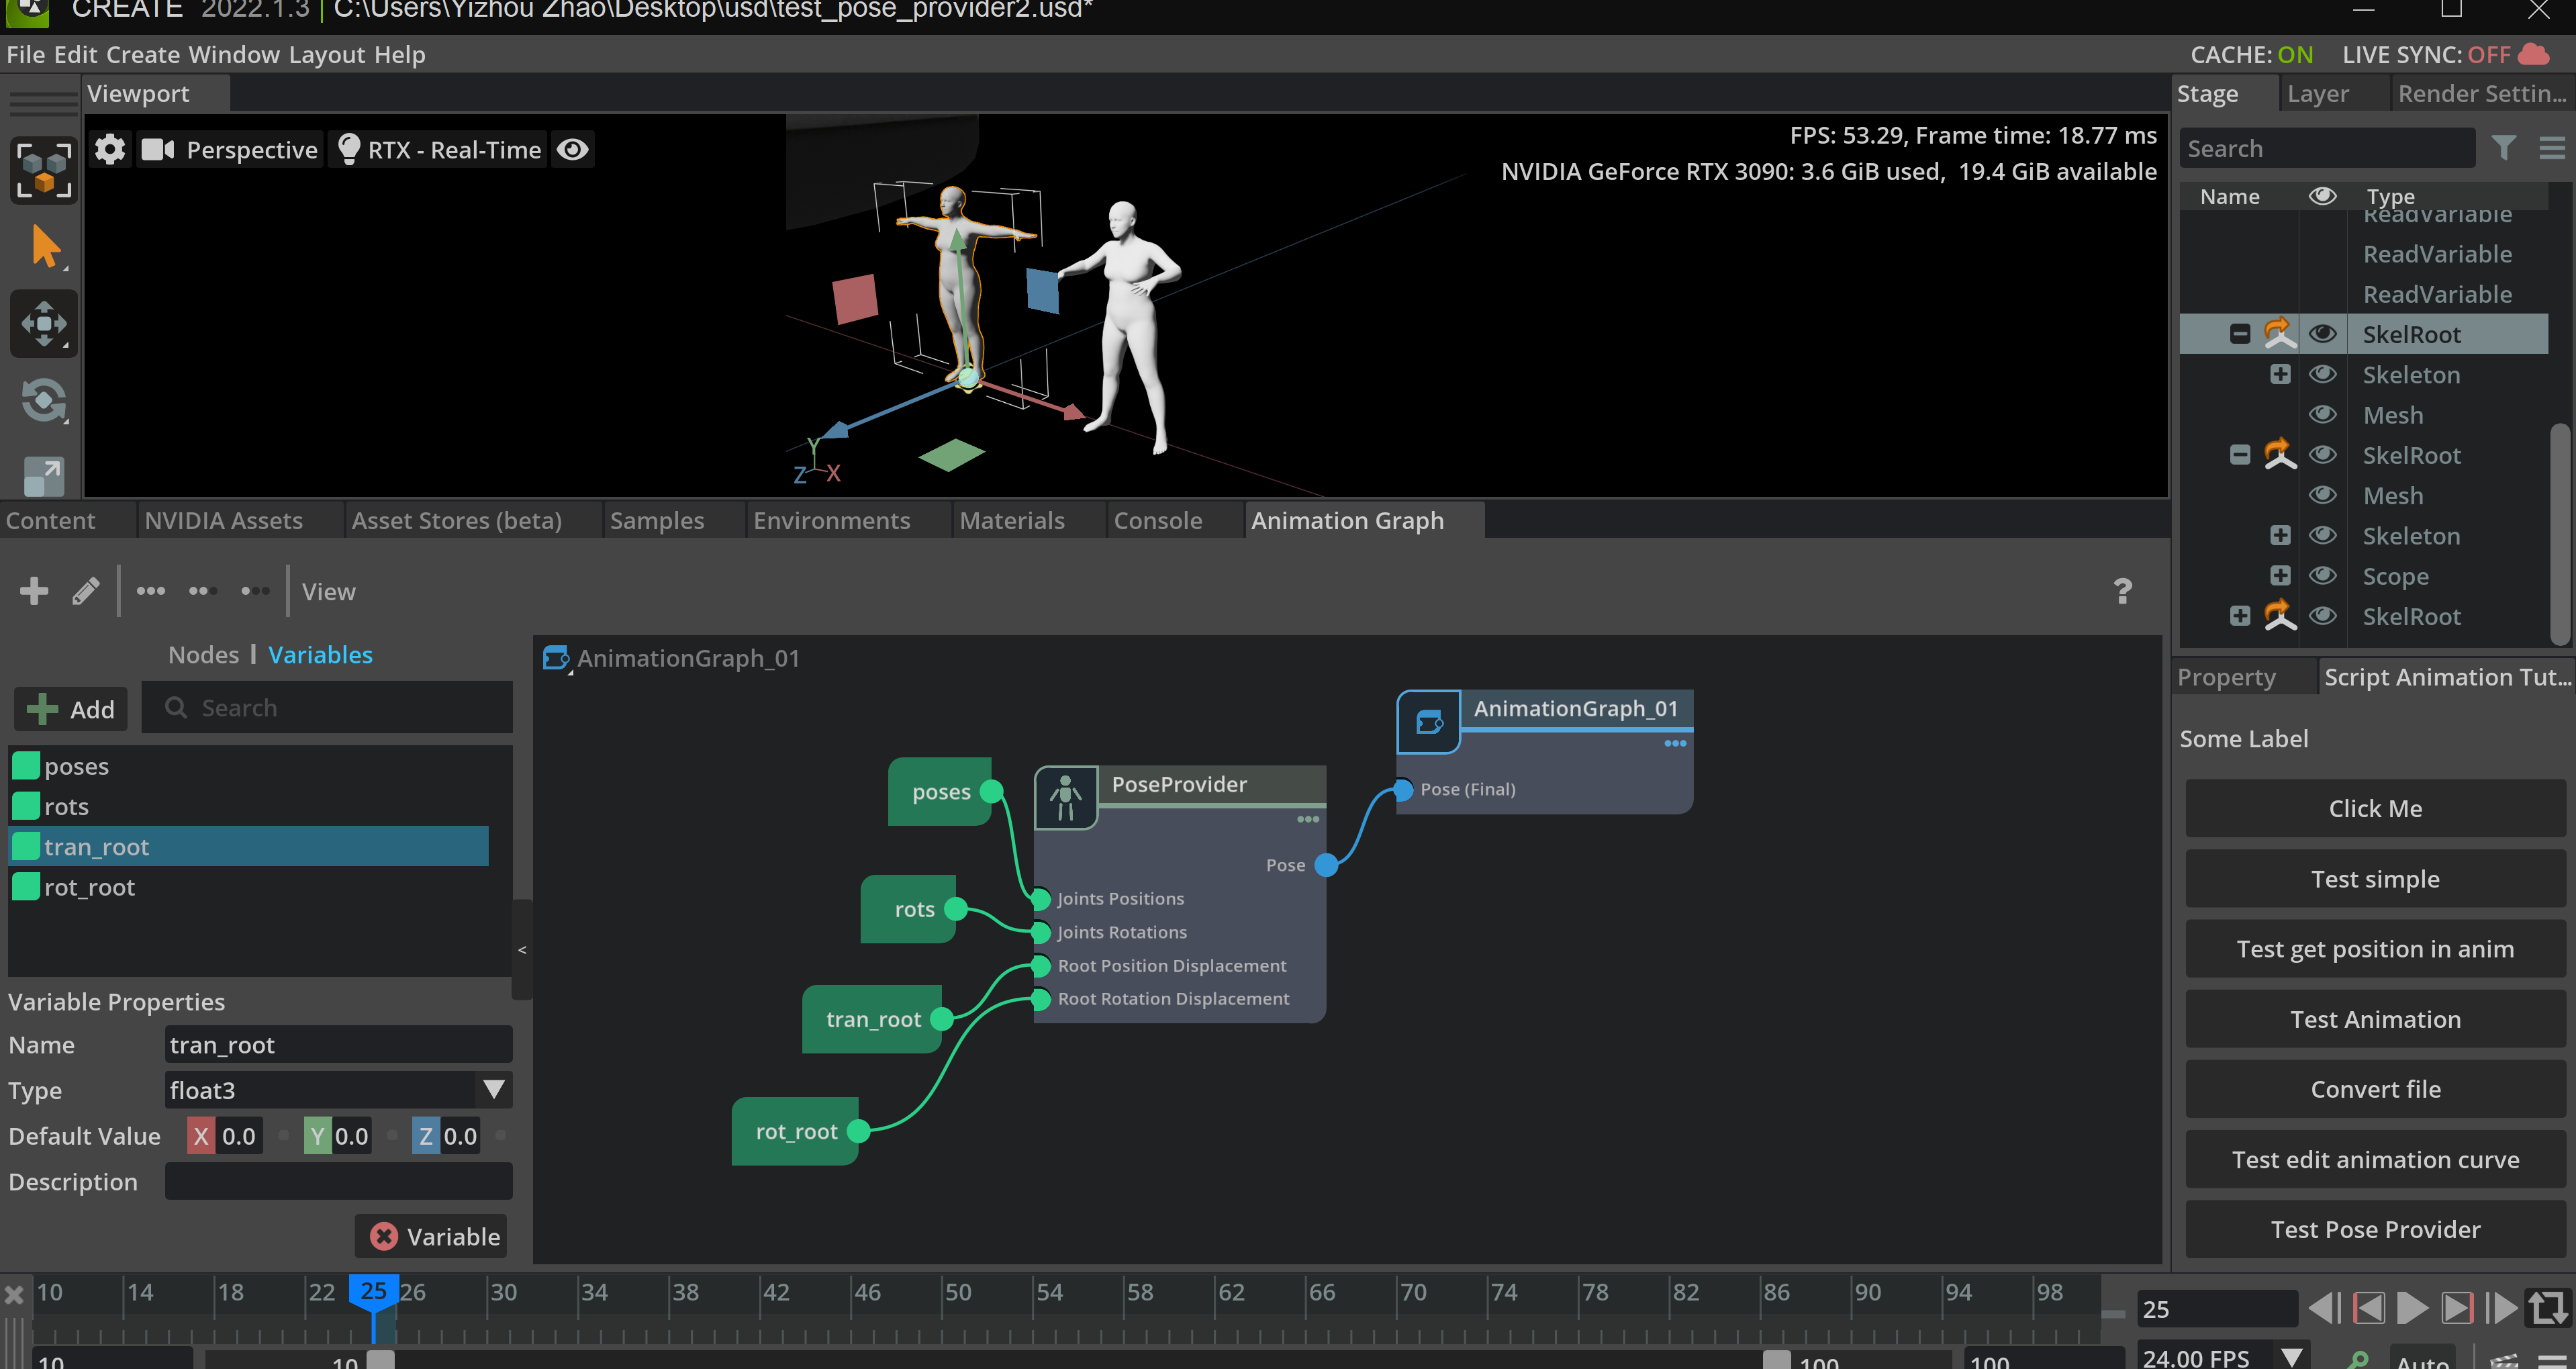 CREATE 2022.1.3 | C:\Users\Yizhou Zhao\Desktop\usd\test_pose_provider2.usd*
File Edit Create Window Layout Help
CACHE: ON LIVE SYNC: OFF
Viewport
Stage Layer Render Settin...
Perspective RTX - Real-Time
FPS: 53.29, Frame time: 18.77 ms
NVIDIA GeForce RTX 3090: 3.6 GiB used, 19.4 GiB available
Y
Z X
Search
Name Type
ReadVariable
ReadVariable
ReadVariable
SkelRoot
Skeleton
Mesh
SkelRoot
Mesh
Skeleton
Scope
SkelRoot
Content NVIDIA Assets Asset Stores (beta) Samples Environments Materials Console Animation Graph
View
?
Nodes | Variables
Add Search
poses
rots
tran_root
rot_root
<
Variable Properties
Name tran_root
Type float3
Default Value X 0.0 Y 0.0 Z 0.0
Description
Variable
AnimationGraph_01
poses
rots
tran_root
rot_root
PoseProvider
Pose
Joints Positions
Joints Rotations
Root Position Displacement
Root Rotation Displacement
AnimationGraph_01
Pose (Final)
Property Script Animation Tut...
Some Label
Click Me
Test simple
Test get position in anim
Test Animation
Convert file
Test edit animation curve
Test Pose Provider
10 14 18 22 25 26 30 34 38 42 46 50 54 58 62 66 70 74 78 82 86 90 94 98
25
10 10 100 100 24.00 FPS Auto